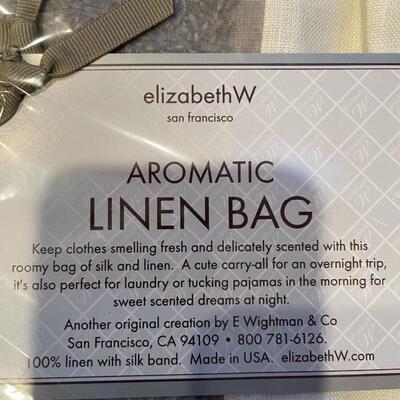 elizabethW
san francisco
AROMATIC
LINEN BAG
Keep clothes smelling fresh and delicately scented with this
roomy bag of silk and linen. A cute carry-all for an overnight trip,
it's also perfect for laundry or tucking pajamas in the morning for
sweet scented dreams at night.
Another original creation by E Wightman & Co
San Francisco, CA 94109 • 800 781-6126.
100% linen with silk band. Made in USA. elizabethW.com